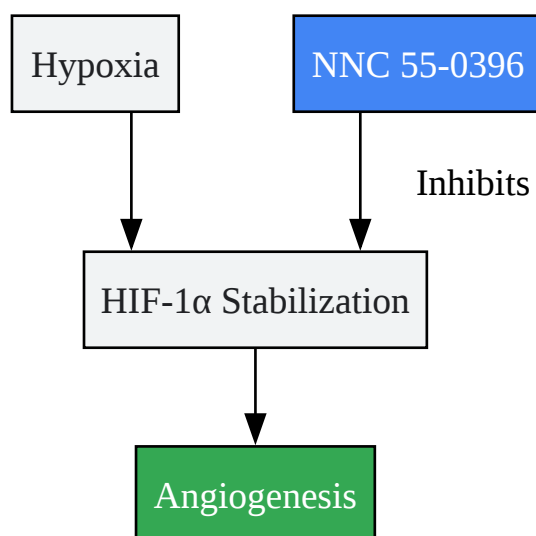 Hypoxia
NNC 55-0396
Inhibits
HIF-1α Stabilization
Angiogenesis